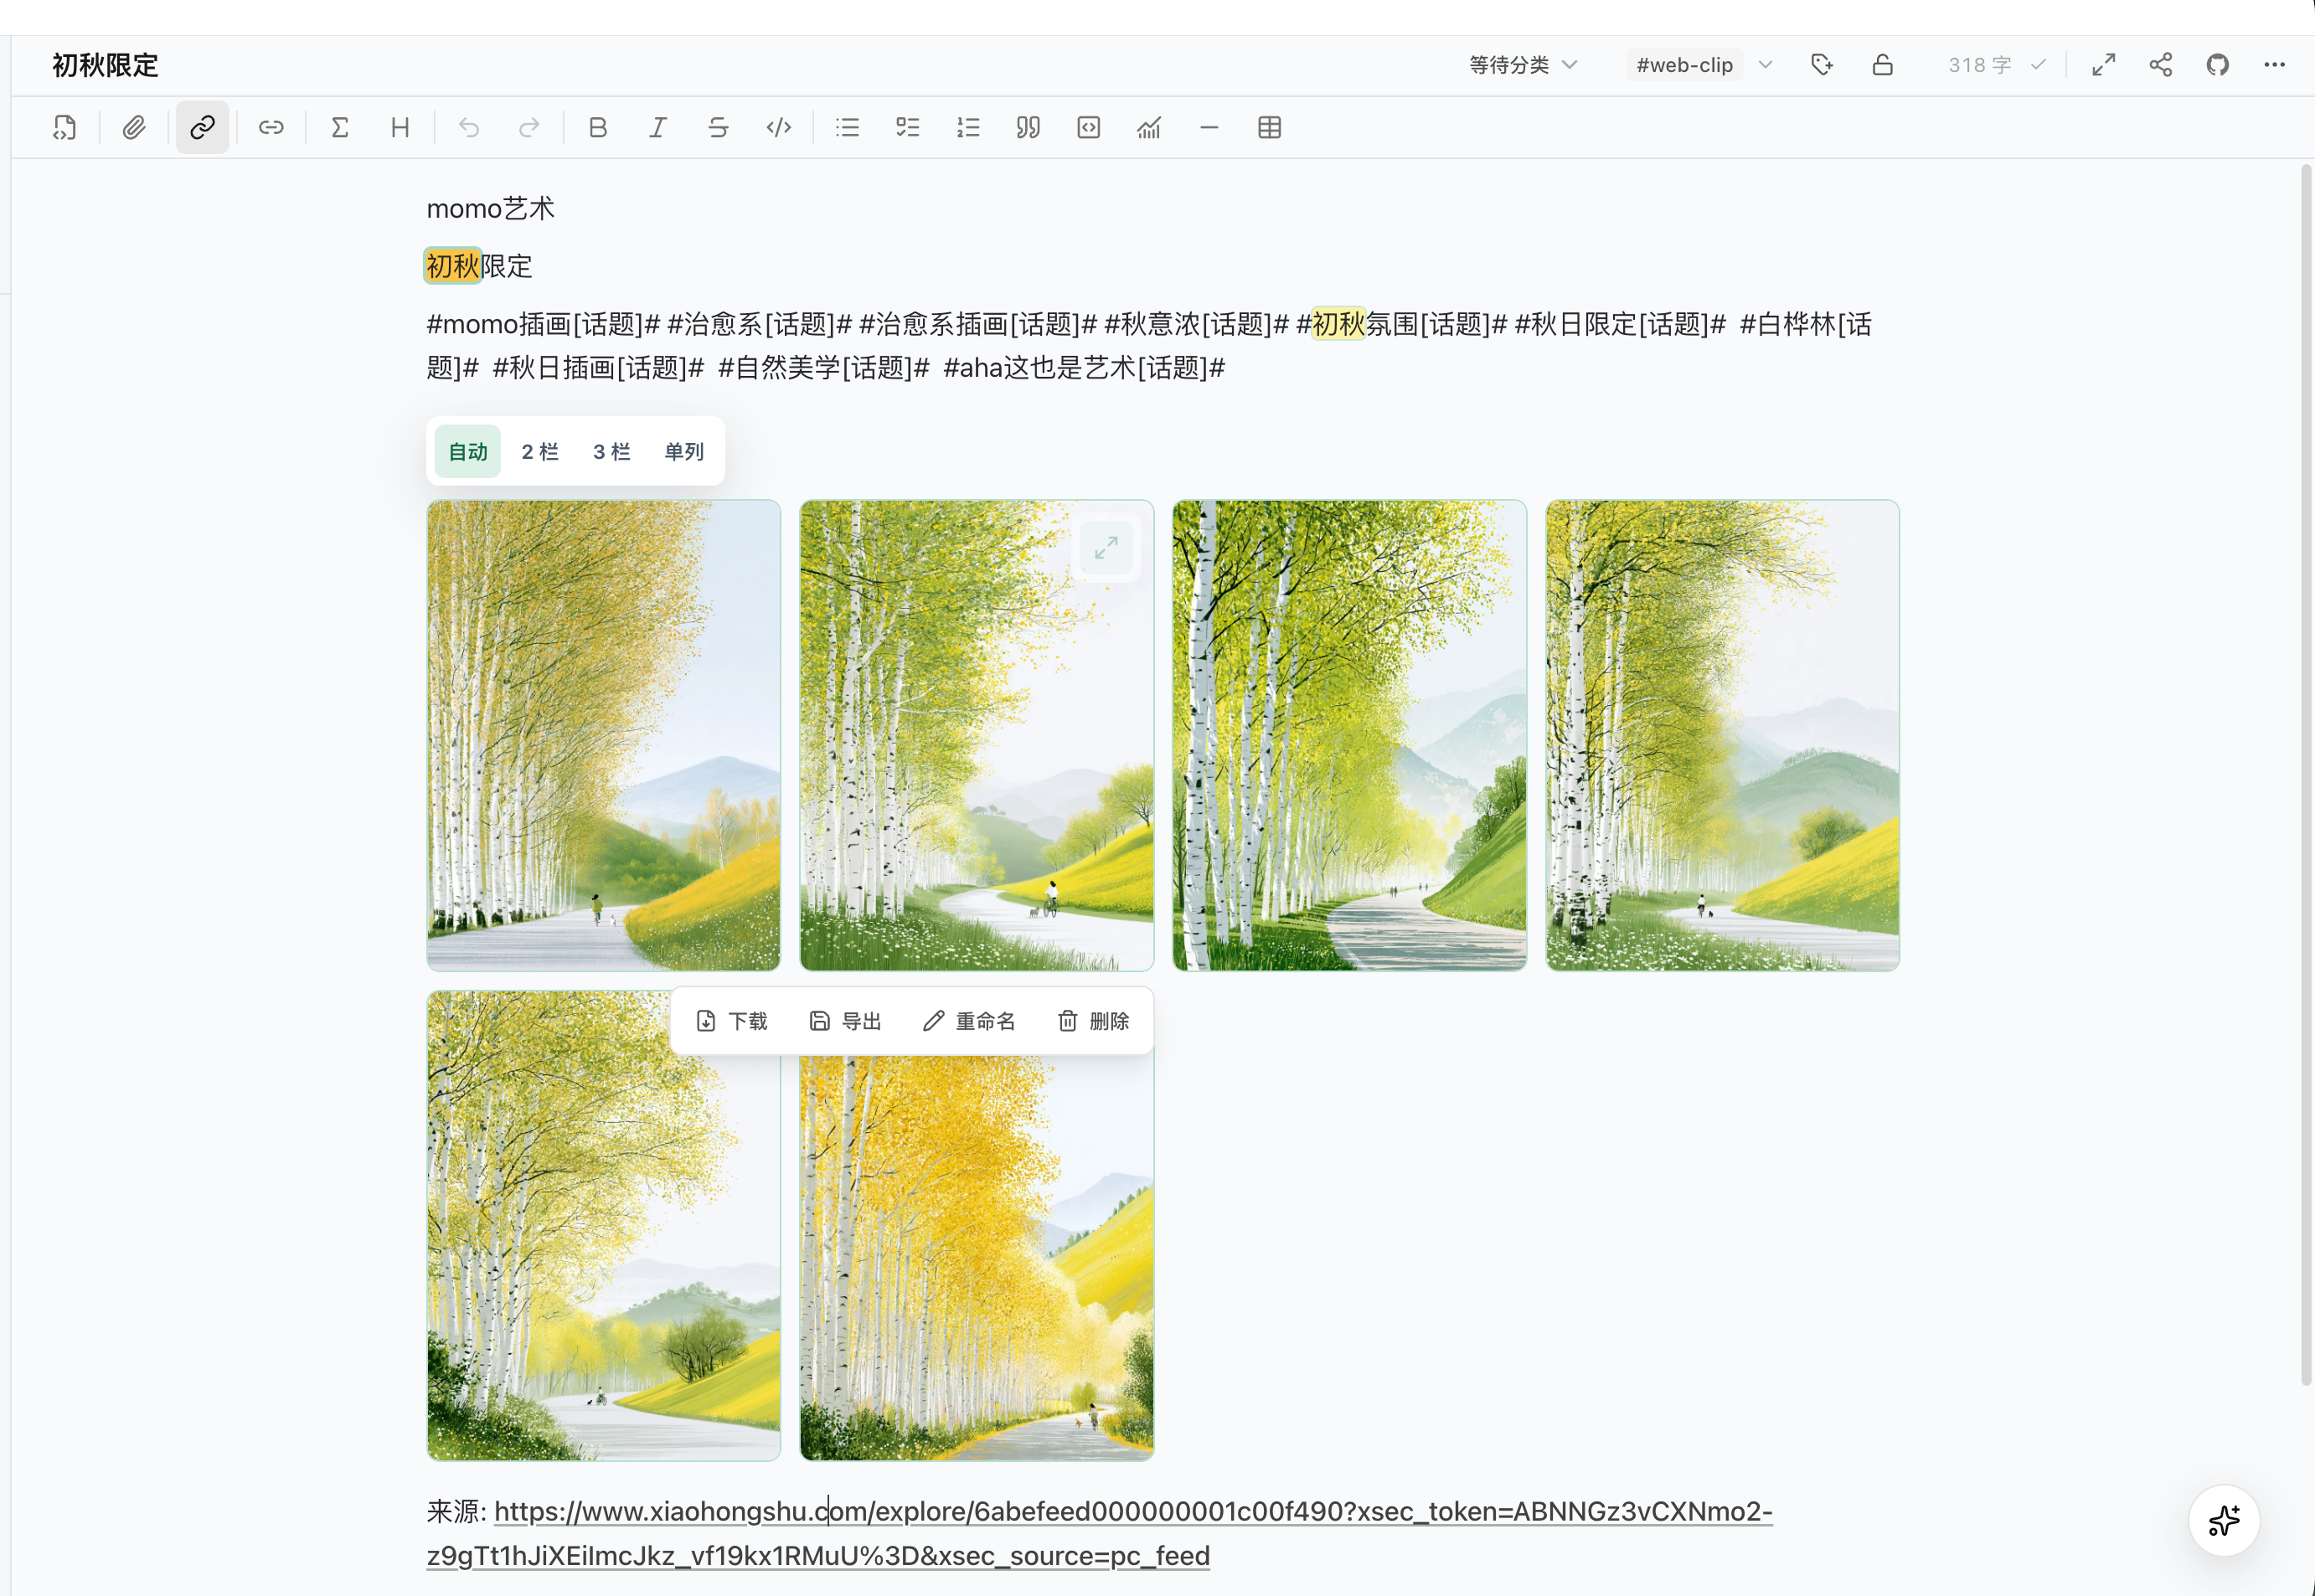 初秋限定
等待分类
#web-clip
318 字
momo艺术
初秋限定
#momo插画[话题]# #治愈系[话题]# #治愈系插画[话题]# #秋意浓[话题]# #初秋氛围[话题]# #秋日限定[话题]#  #白桦林[话
题]#  #秋日插画[话题]#  #自然美学[话题]#  #aha这也是艺术[话题]#
自动 2 栏 3 栏 单列
下载 导出 重命名 删除
来源: https://www.xiaohongshu.com/explore/6abefeed000000001c00f490?xsec_token=ABNNGz3vCXNmo2-
z9gTt1hJiXEiImcJkz_vf19kx1RMuU%3D&xsec_source=pc_feed